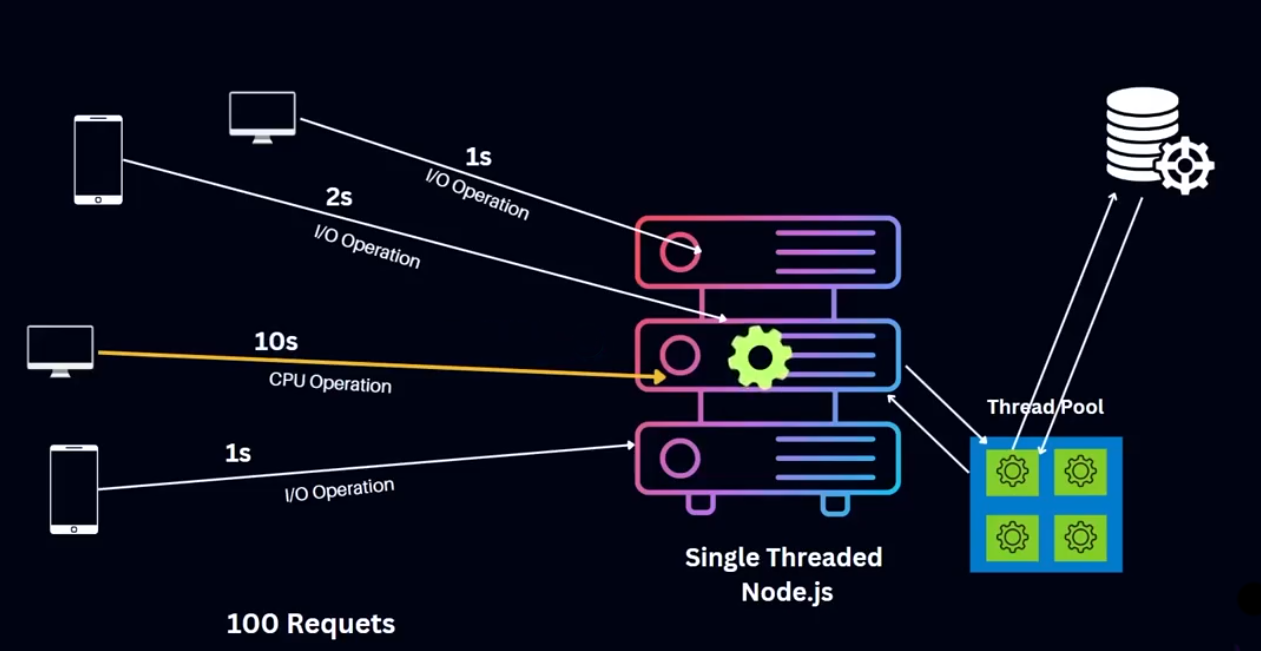 1s
I/O Operation
2s
I/O Operation
10s
CPU Operation
Thread Pool
1s
I/O Operation
Single Threaded
Node.js
100 Requets